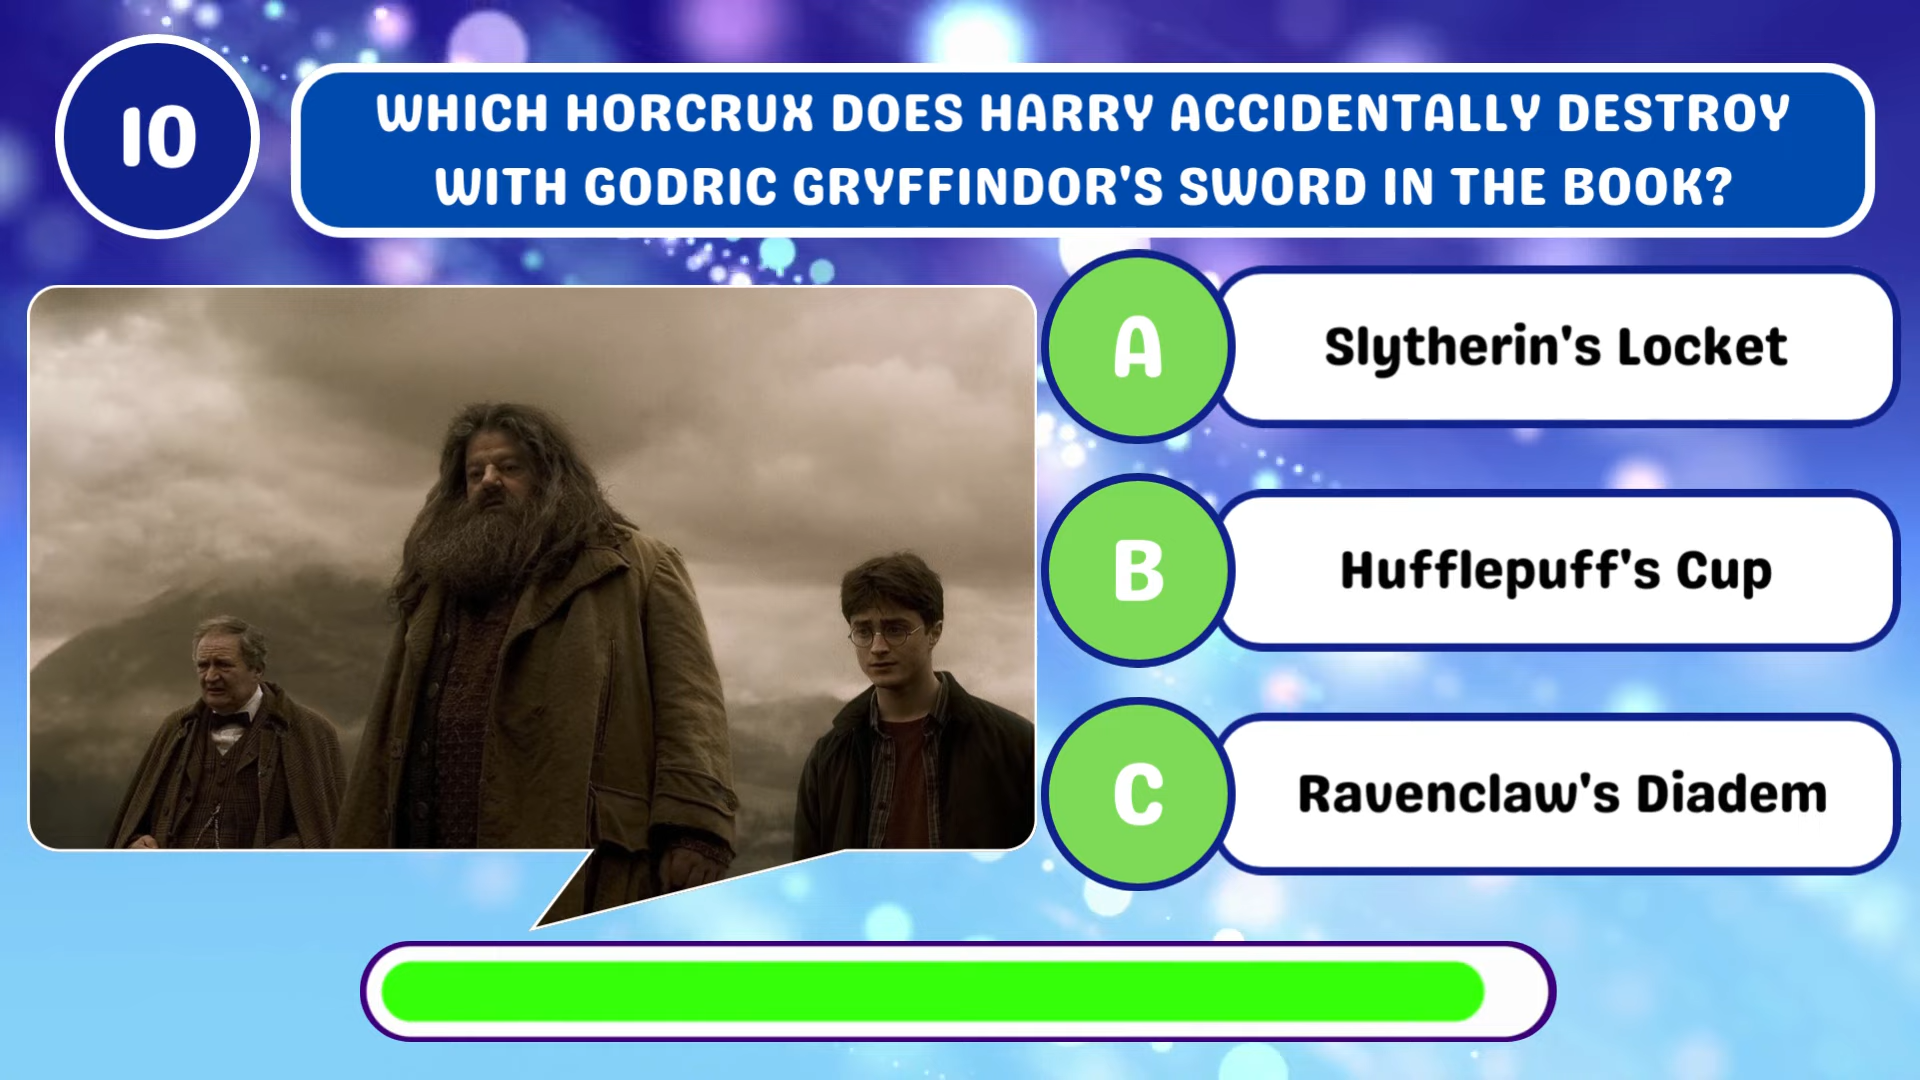 10
WHICH HORCRUX DOES HARRY ACCIDENTALLY DESTROY
WITH GODRIC GRYFFINDOR'S SWORD IN THE BOOK?
A
Slytherin's Locket
B
Hufflepuff's Cup
C
Ravenclaw's Diadem